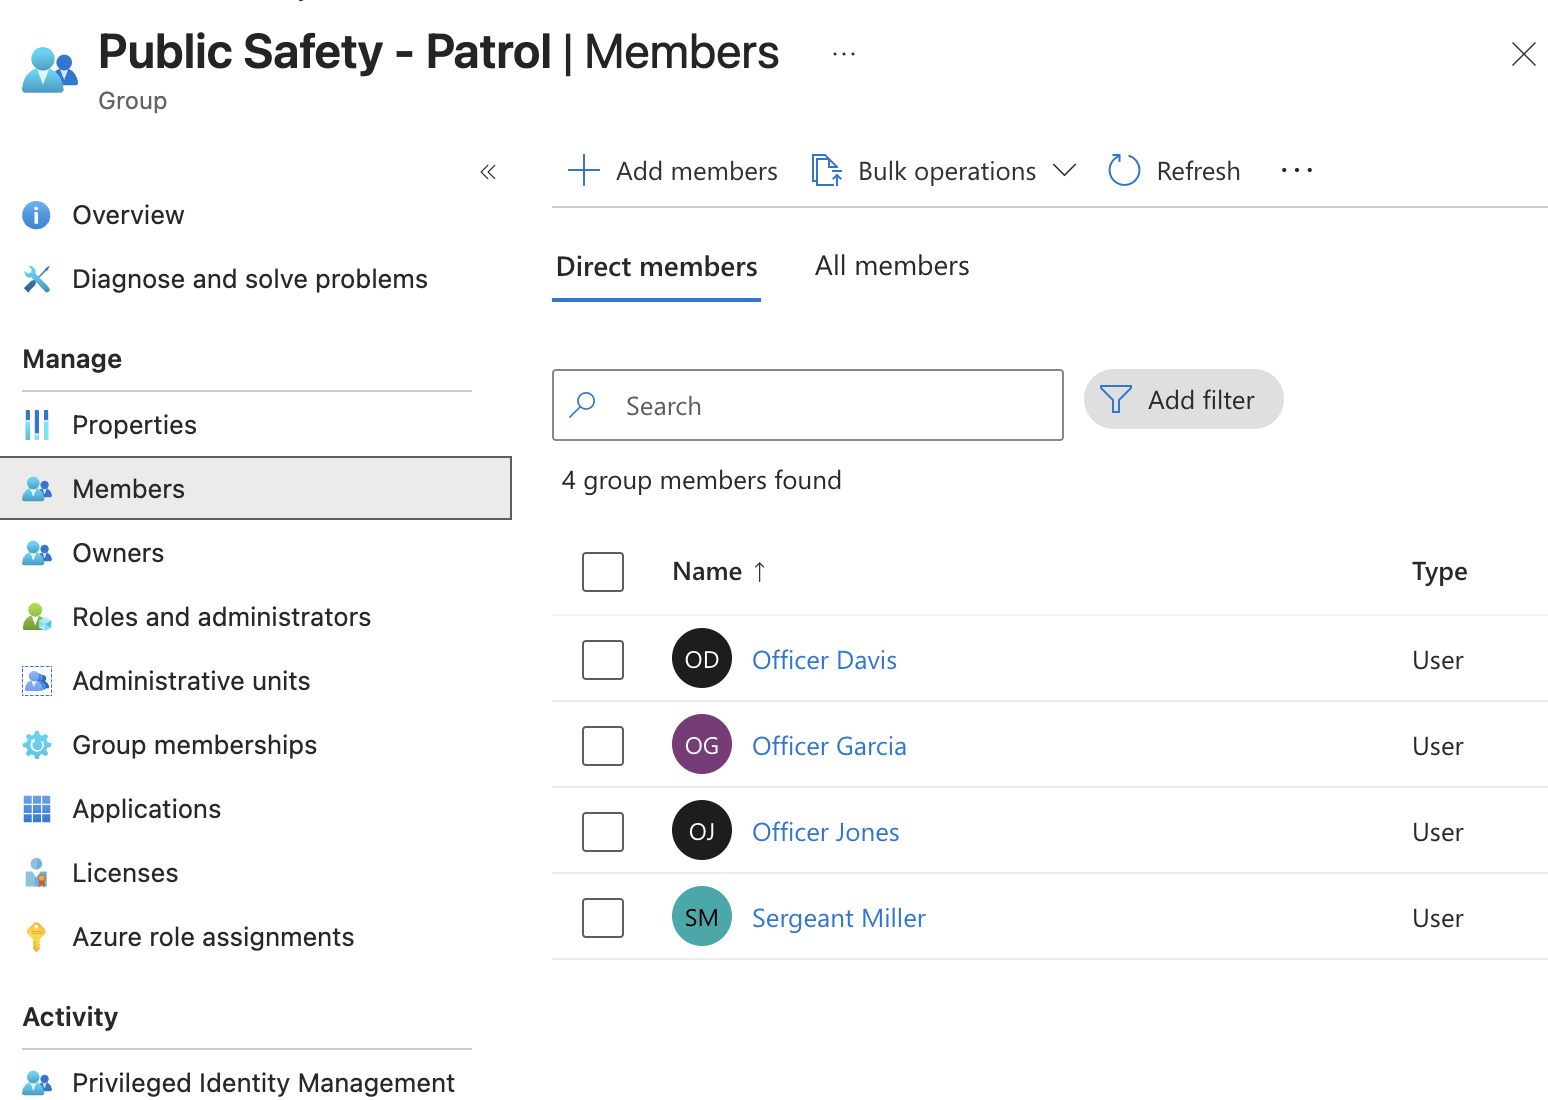 Public Safety - Patrol | Members ...
Group
«
Overview
Diagnose and solve problems
Manage
Properties
Members
Owners
Roles and administrators
Administrative units
Group memberships
Applications
Licenses
Azure role assignments
Activity
Privileged Identity Management
Add members Bulk operations Refresh ...
Direct members All members
Search Add filter
4 group members found
Name ↑ Type
OD Officer Davis User
OG Officer Garcia User
OJ Officer Jones User
SM Sergeant Miller User